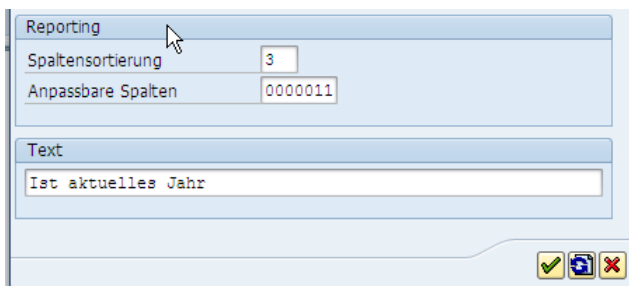 Reporting
Spaltensortierung 3
Anpassbare Spalten 0000011
Text
Ist aktuelles Jahr